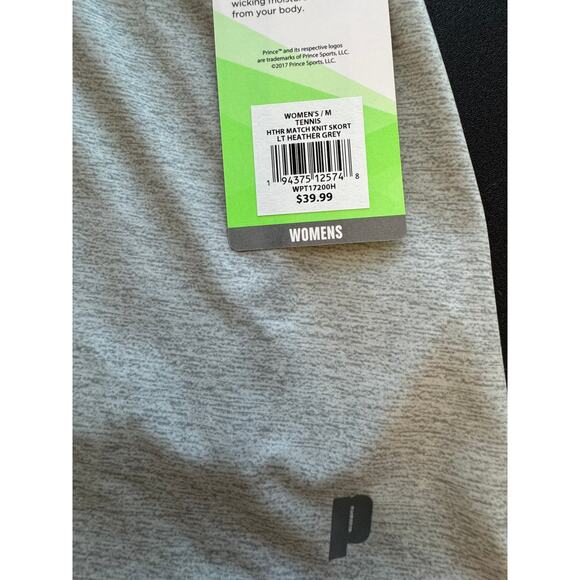 wicking moisture
from your body.
Prince™ and its respective logos
are trademarks of Prince Sports, LLC.
©2017 Prince Sports, LLC.
WOMEN'S / M
TENNIS
HTHR MATCH KNIT SKORT
LT HEATHER GREY
1 94375 12574 8
WPT17200H
$39.99
WOMENS
P